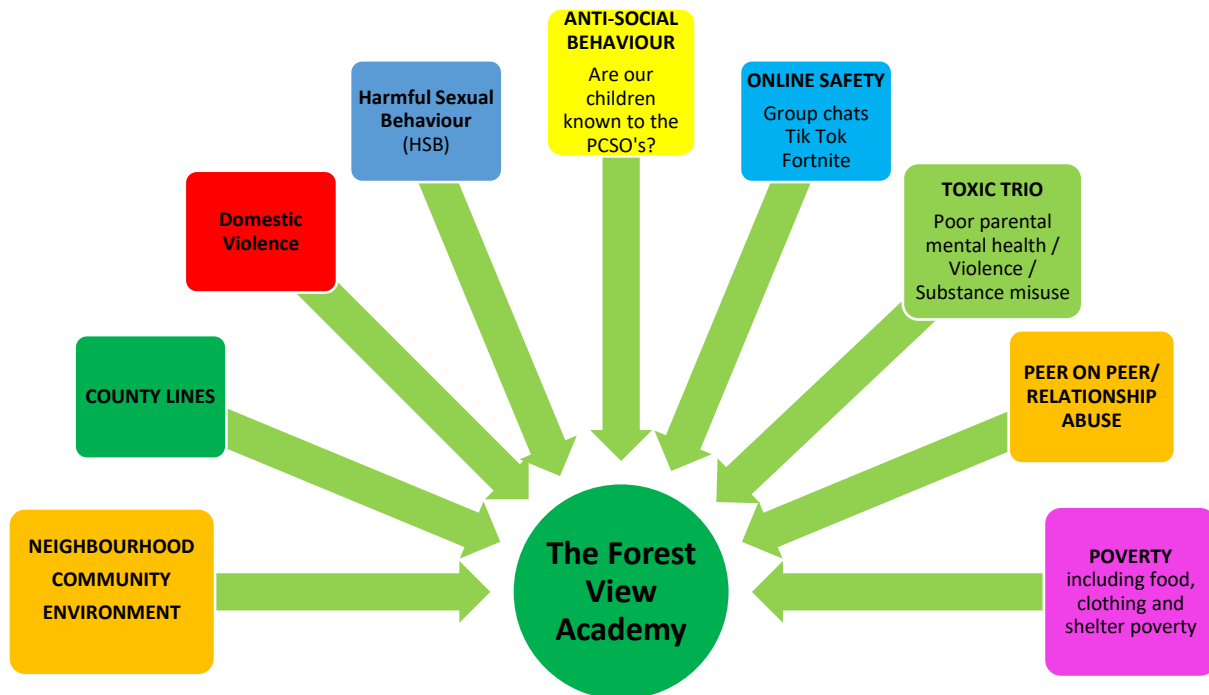 ANTI-SOCIAL
BEHAVIOUR
Are our
children
known to the
PCSO's?
Harmful Sexual
Behaviour
(HSB)
ONLINE SAFETY
Group chats
Tik Tok
Fortnite
Domestic
Violence
TOXIC TRIO
Poor parental
mental health /
Violence /
Substance misuse
COUNTY LINES
PEER ON PEER/
RELATIONSHIP
ABUSE
NEIGHBOURHOOD
COMMUNITY
ENVIRONMENT
The Forest
View
Academy
POVERTY
including food,
clothing and
shelter poverty